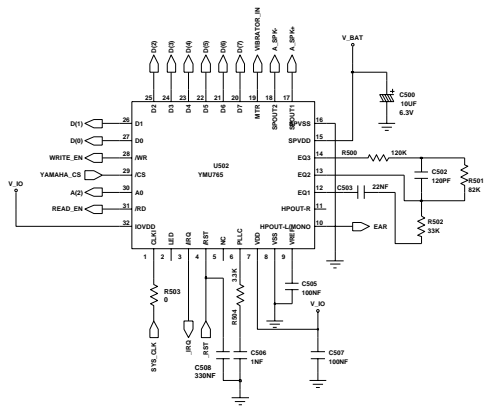 D(2) D(3) D(4) D(5) D(6) D(7) VIBRATOR_IN A_SPK- A_SPK+
V_BAT
25 24 23 22 21 20 19 18 17
D2 D3 D4 D5 D6 D7 MTR SPOUT2 SPOUT1
+
C500
10UF
6.3V
D(1) 26 D1
SPVSS 16
D(0) 27 D0
SPVDD 15
WRITE_EN 28 /WR
U502
YMU765
EQ3 14 R500 120K
YAMAHA_CS 29 /CS
EQ2 13
C502
120PF
R501
82K
V_IO
A(2) 30 A0
EQ1 12 C503 22NF
READ_EN 31 /RD
HPOUT-R 11
R502
33K
32 IOVDD
HPOUT-L/MONO 10 EAR
CLKI LED /IRQ /RST NC PLLC VDD VSS VREF
1 2 3 4 5 6 7 8 9
R503
0
3.3K
R504
C505
100NF
V_IO
SYS_CLK _IRQ _RST
C508
330NF
C506
1NF
C507
100NF